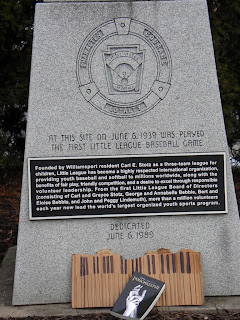 AT THIS SITE ON JUNE 6, 1939, WAS PLAYED
THE FIRST LITTLE LEAGUE BASEBALL GAME
Founded by Williamsport resident Carl E. Stotz as a three-team league for
children, Little League has become a highly respected international organization,
providing youth baseball and softball to millions worldwide, along with the
benefits of fair play, friendly competition, and a desire to excel through responsible
volunteer leadership. From the first Little League Board of Directors
(consisting of Carl and Grayce Stotz, George and Annabelle Bebble, Bert and
Eloise Bebble, and John and Peggy Lindemuth), more than a million volunteers
each year now lead the world's largest organized youth sports program.
DEDICATED
JUNE 6, 1989